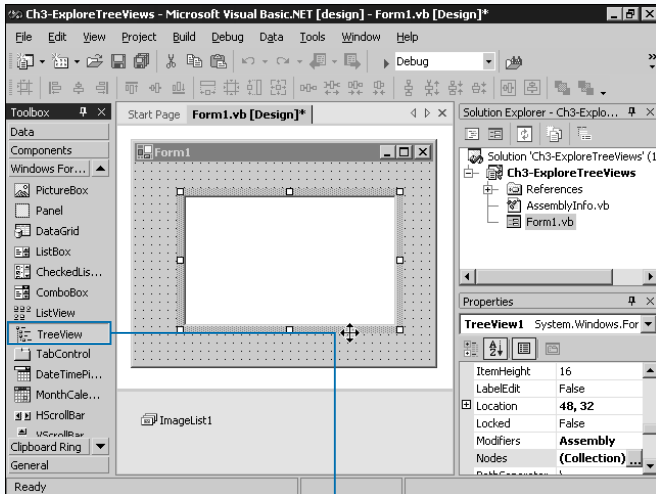 Ch3-ExploreTreeViews - Microsoft Visual Basic.NET [design] - Form1.vb [Design]*
File Edit View Project Build Debug Data Tools Window Help
Debug
Toolbox
Data
Components
Windows For...
PictureBox
Panel
DataGrid
ListBox
CheckedLis...
ComboBox
ListView
TreeView
TabControl
DateTimePi...
MonthCale...
HScrollBar
VScrollBar
Clipboard Ring
General
Start Page Form1.vb [Design]*
Form1
ImageList1
Solution Explorer - Ch3-Explo...
Solution 'Ch3-ExploreTreeViews' (1
Ch3-ExploreTreeViews
References
AssemblyInfo.vb
Form1.vb
Properties
TreeView1 System.Windows.For
ItemHeight 16
LabelEdit False
Location 48, 32
Locked False
Modifiers Assembly
Nodes (Collection) ...
PathSeparator \
Ready